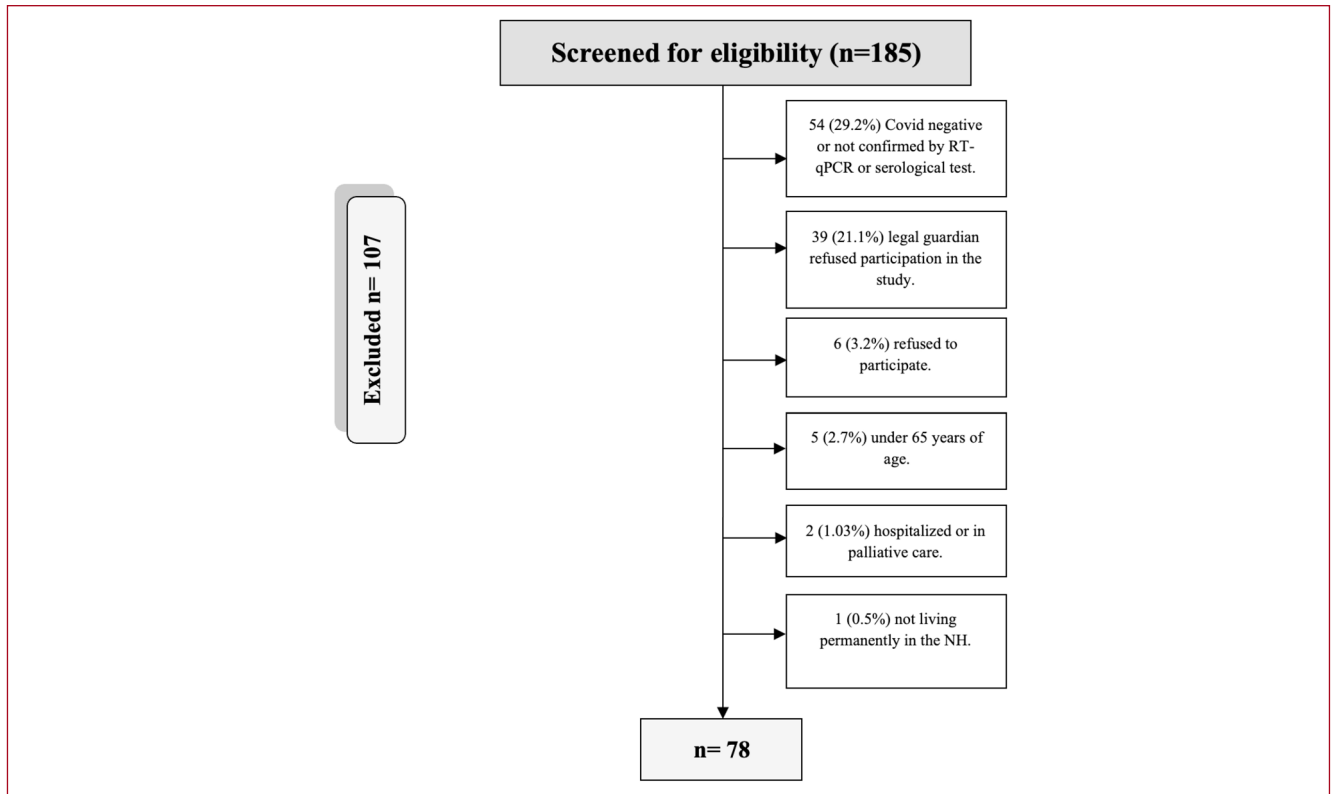 Screened for eligibility (n=185)
54 (29.2%) Covid negative
or not confirmed by RT-
qPCR or serological test.
39 (21.1%) legal guardian
refused participation in the
study.
Excluded n= 107
6 (3.2%) refused to
participate.
5 (2.7%) under 65 years of
age.
2 (1.03%) hospitalized or in
palliative care.
1 (0.5%) not living
permanently in the NH.
n= 78